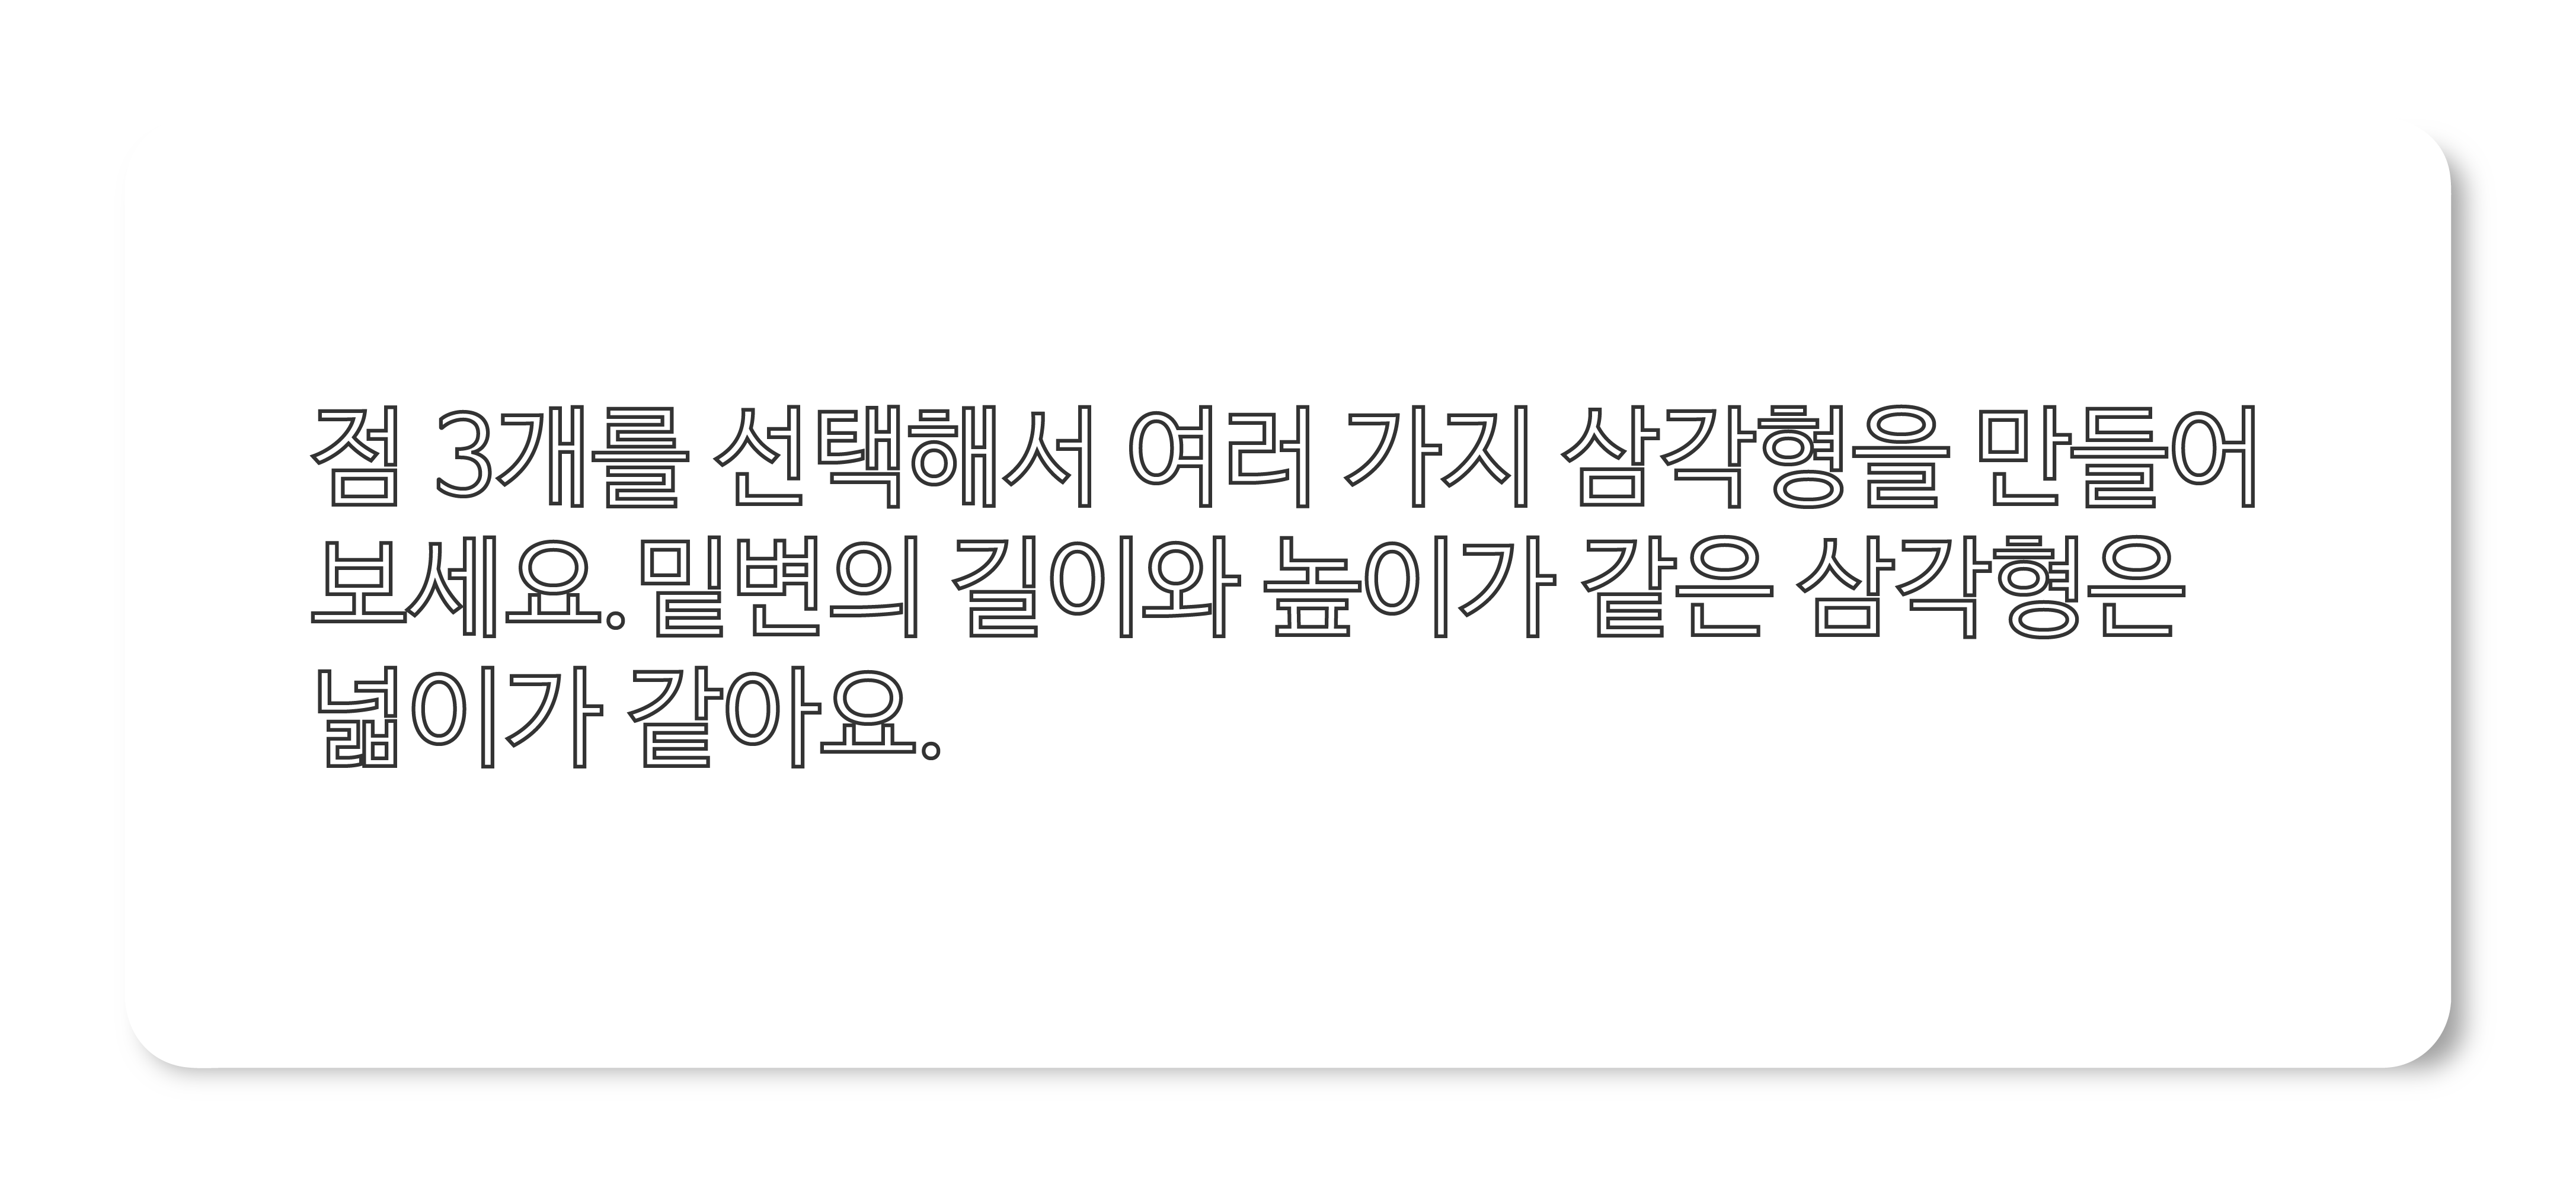 점 3개를 선택해서 여러 가지 삼각형을 만들어
보세요. 밑변의 길이와 높이가 같은 삼각형은
넓이가 같아요.